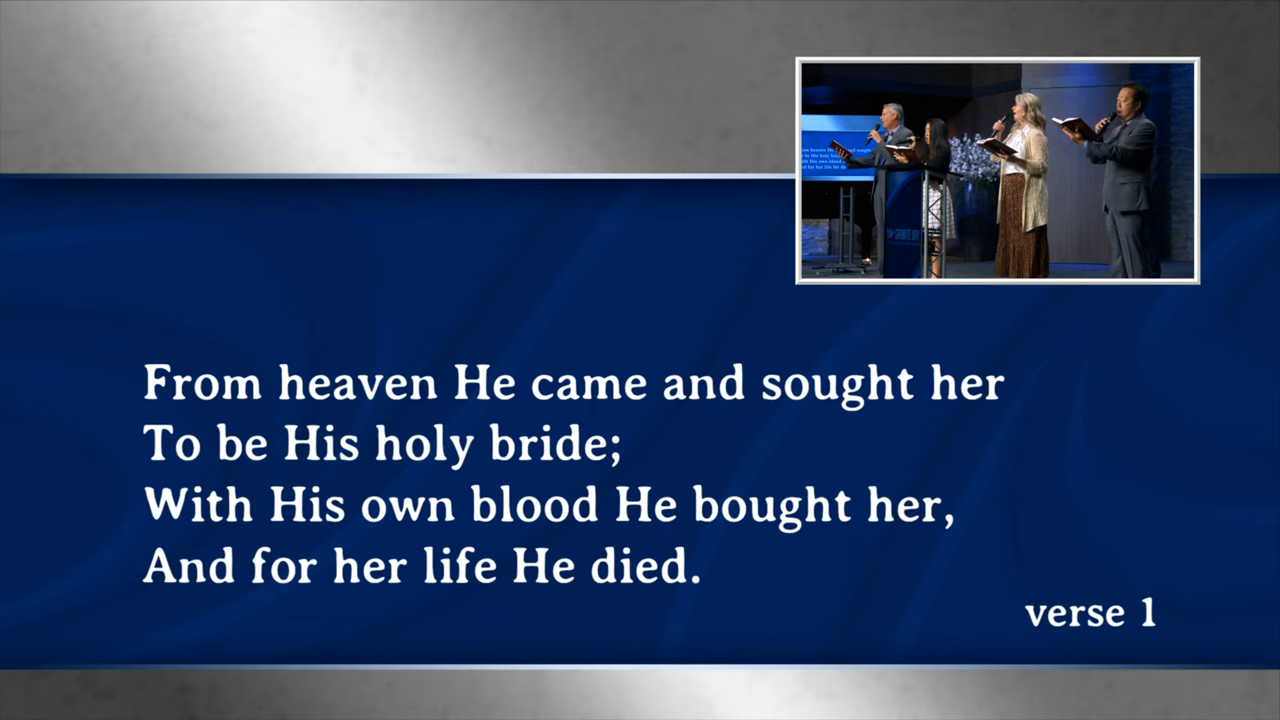 From heaven He came and sought her
To be His holy bride;
With His own blood He bought her,
And for her life He died.
verse 1